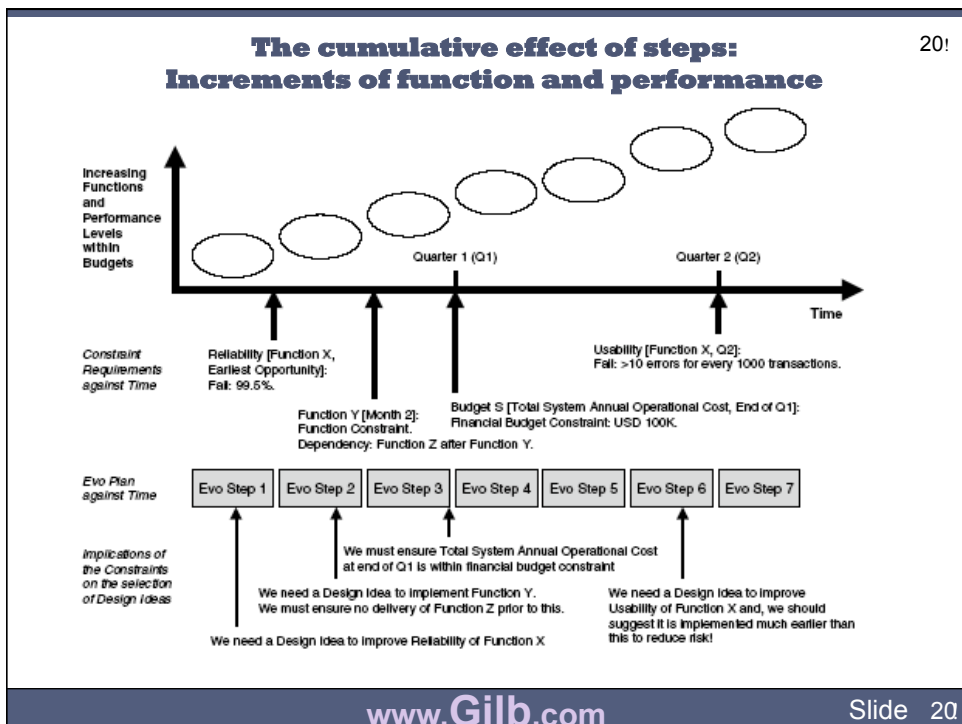 The cumulative effect of steps:
Increments of function and performance
20!
Increasing
Functions
and
Performance
Levels
within
Budgets
Quarter 1 (Q1)
Quarter 2 (Q2)
Time
Constraint
Requirements
against Time
Reliability [Function X,
Earliest Opportunity]:
Fail: 99.5%.
Usability [Function X, Q2]:
Fail: >10 errors for every 1000 transactions.
Function Y [Month 2]:
Function Constraint.
Dependency: Function Z after Function Y.
Budget S [Total System Annual Operational Cost, End of Q1]:
Financial Budget Constraint: USD 100K.
Evo Plan
against Time
Evo Step 1
Evo Step 2
Evo Step 3
Evo Step 4
Evo Step 5
Evo Step 6
Evo Step 7
Implications of
the Constraints
on the selection
of Design Ideas
We must ensure Total System Annual Operational Cost
at end of Q1 is within financial budget constraint
We need a Design Idea to implement Function Y.
We must ensure no delivery of Function Z prior to this.
We need a Design Idea to improve
Usability of Function X and, we should
suggest it is implemented much earlier than
this to reduce risk!
We need a Design Idea to improve Reliability of Function X
www.Gilb.com
Slide 20